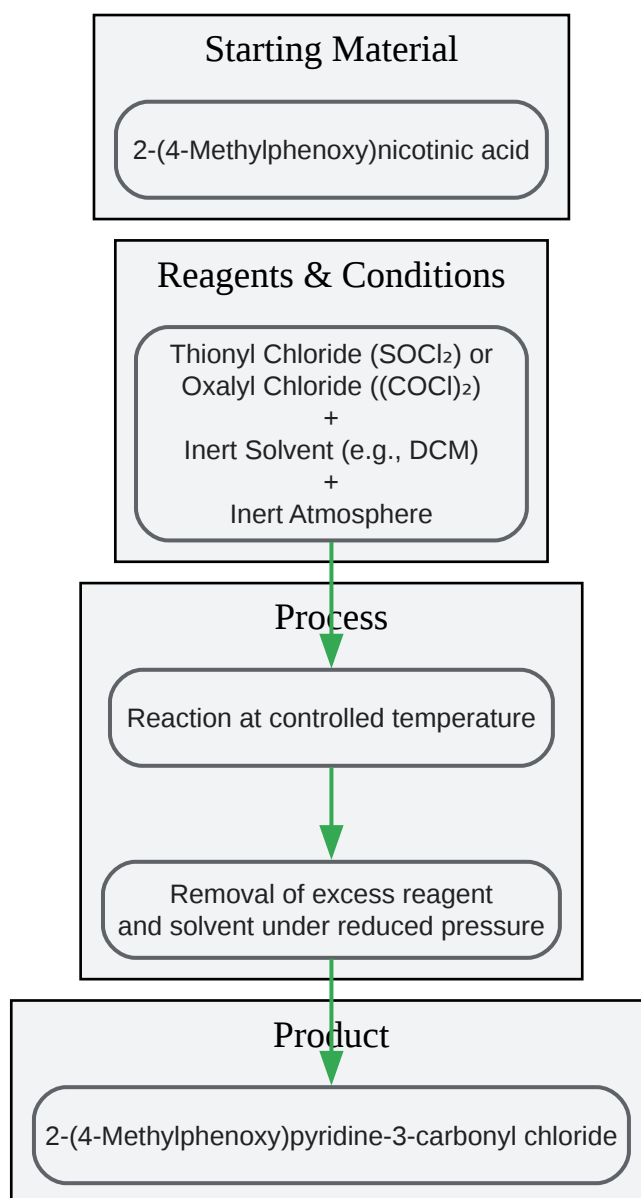 Starting Material
2-(4-Methylphenoxy)nicotinic acid
Reagents & Conditions
Thionyl Chloride (SOCl₂) or
Oxalyl Chloride ((COCl)₂)
+
Inert Solvent (e.g., DCM)
+
Inert Atmosphere
Process
Reaction at controlled temperature
Removal of excess reagent
and solvent under reduced pressure
Product
2-(4-Methylphenoxy)pyridine-3-carbonyl chloride